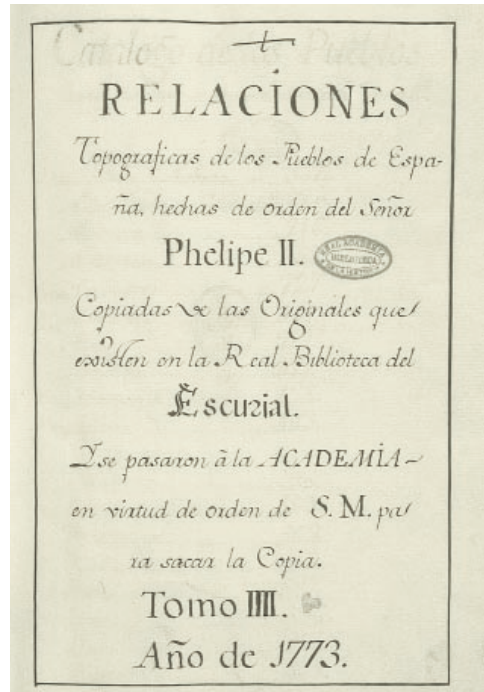 RELACIONES
Topograficas de los Pueblos de Espa-
ña, hechas de orden del Señor
Phelipe II.
Copiadas de las Originales que
existen en la Real Biblioteca del
Escurial.
Y se pasaron â la ACADEMIA
en virtud de orden de S. M. pa
ra sacar la Copia.
Tomo IIII.
Año de 1773.